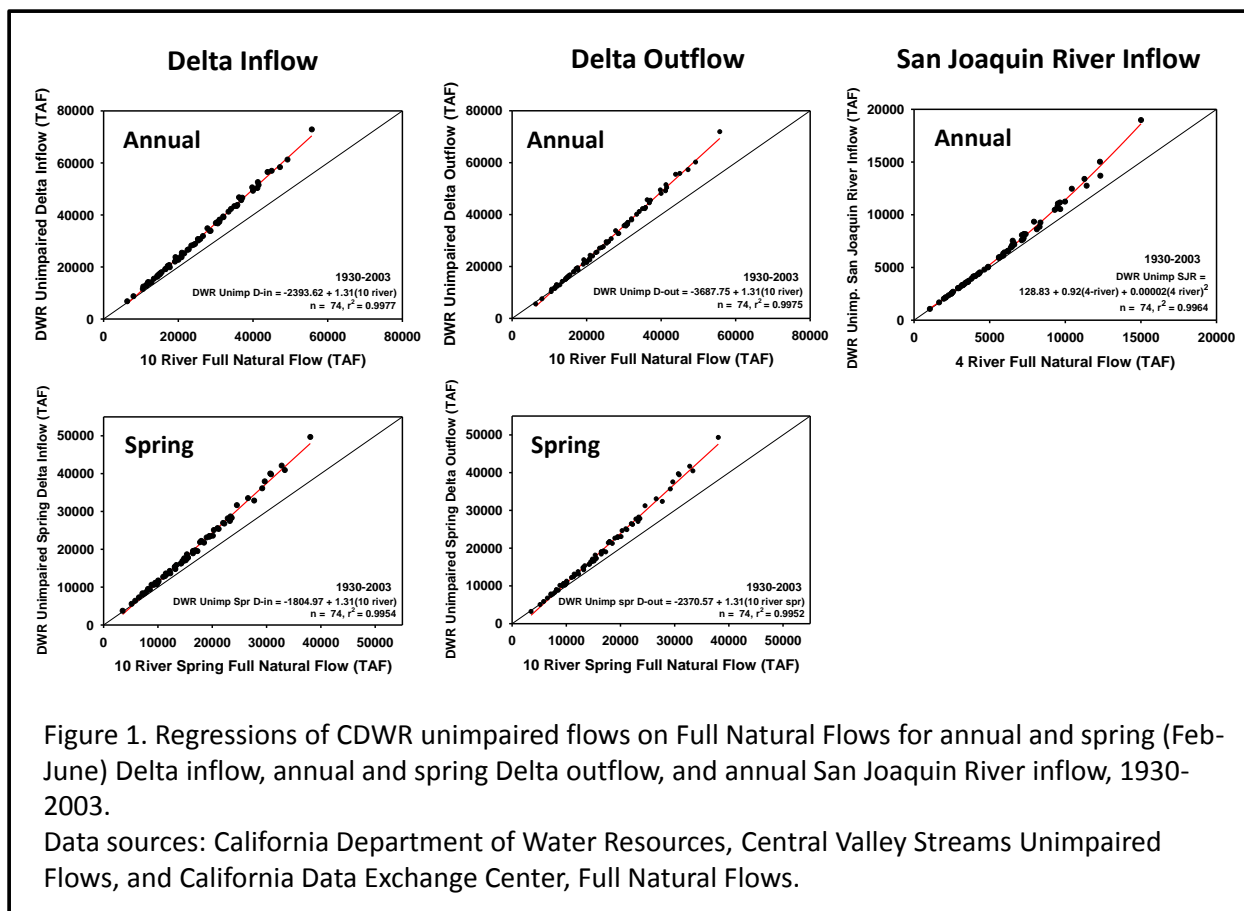 Delta Inflow
Delta Outflow
San Joaquin River Inflow
DWR Unimpaired Delta Inflow (TAF)
80000
60000
40000
20000
0
Annual
1930-2003
DWR Unimp D-in = -2393.62 + 1.31(10 river)
n = 74, r² = 0.9977
0 20000 40000 60000 80000
10 River Full Natural Flow (TAF)
DWR Unimpaired Delta Outflow (TAF)
80000
60000
40000
20000
0
Annual
1930-2003
DWR Unimp D-out = -3687.75 + 1.31(10 river)
n = 74, r² = 0.9975
0 20000 40000 60000 80000
10 River Full Natural Flow (TAF)
DWR Unimp. San Joaquin River Inflow (TAF)
20000
15000
10000
5000
0
Annual
1930-2003
DWR Unimp SJR =
128.83 + 0.92(4-river) + 0.00002(4 river)²
n = 74, r² = 0.9964
0 5000 10000 15000 20000
4 River Full Natural Flow (TAF)
DWR Unimpaired Spring Delta Inflow (TAF)
50000
40000
30000
20000
10000
0
Spring
1930-2003
DWR Unimp Spr D-in = -1804.97 + 1.31(10 river)
n = 74, r² = 0.9954
0 10000 20000 30000 40000 50000
10 River Spring Full Natural Flow (TAF)
DWR Unimpaired Spring Delta Outflow (TAF)
50000
40000
30000
20000
10000
0
Spring
1930-2003
DWR Unimp spr D-out = -2370.57 + 1.31(10 river spr)
n = 74, r² = 0.9952
0 10000 20000 30000 40000 50000
10 River Spring Full Natural Flow (TAF)
Figure 1. Regressions of CDWR unimpaired flows on Full Natural Flows for annual and spring (Feb-
June) Delta inflow, annual and spring Delta outflow, and annual San Joaquin River inflow, 1930-
2003.
Data sources: California Department of Water Resources, Central Valley Streams Unimpaired
Flows, and California Data Exchange Center, Full Natural Flows.